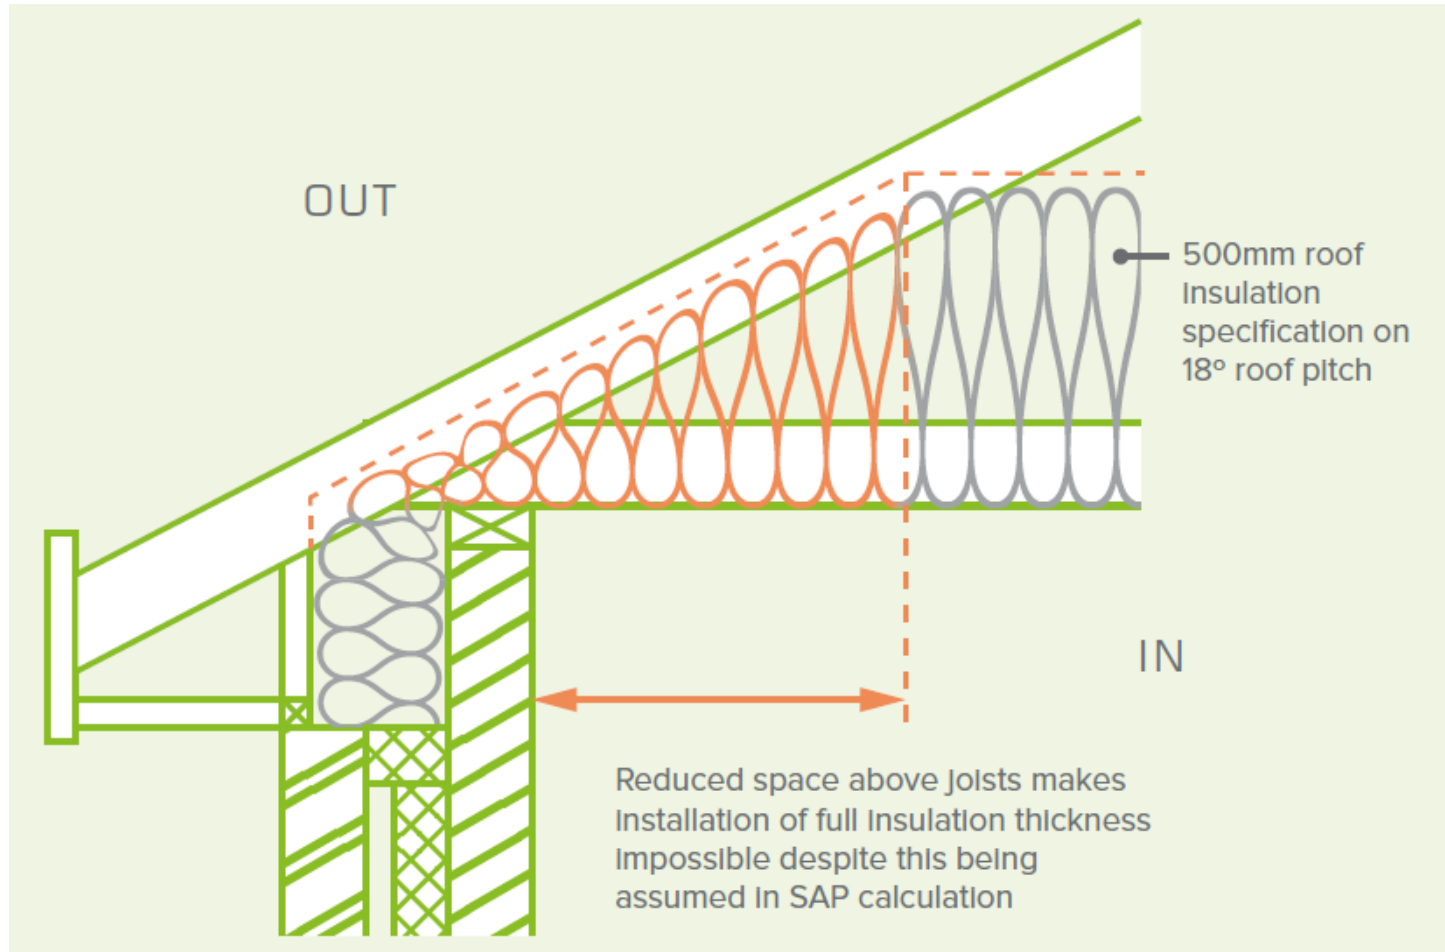 OUT
500mm roof
insulation
specification on
18º roof pitch
IN
Reduced space above joists makes
installation of full insulation thickness
impossible despite this being
assumed in SAP calculation